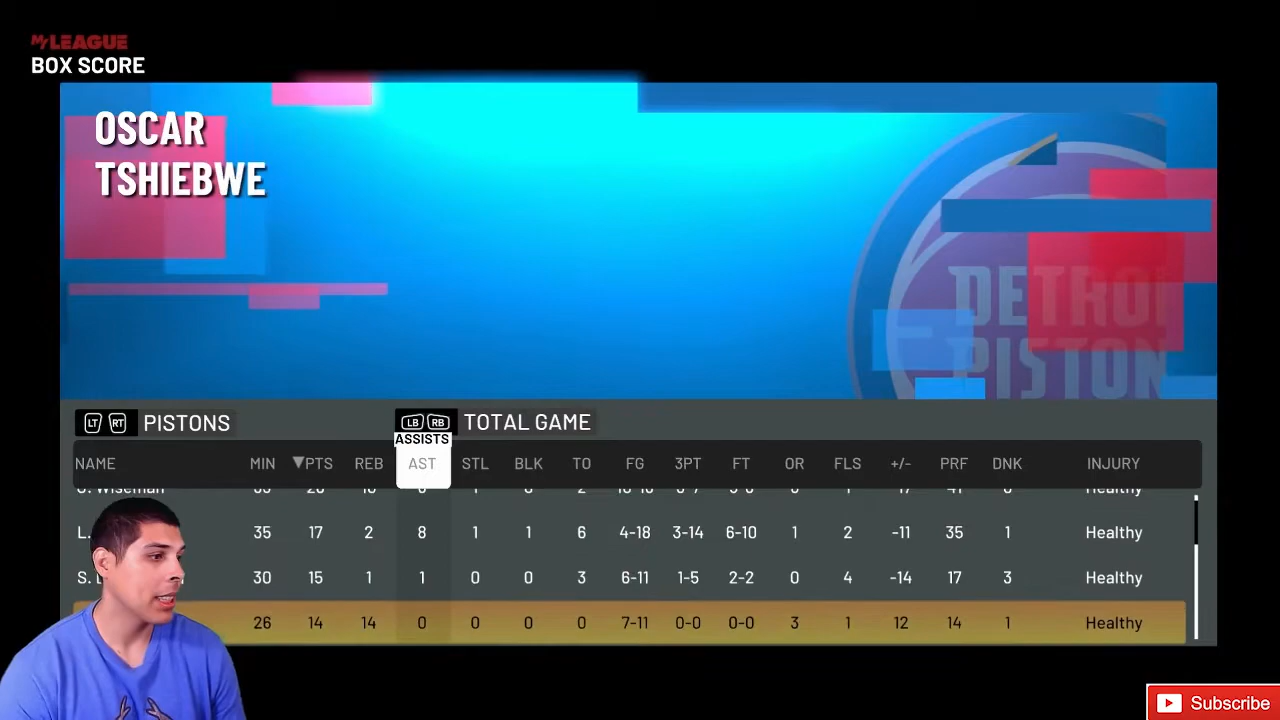 MyLEAGUE
BOX SCORE
OSCAR
TSHIEBWE
DETROI
PISTON
LT RT PISTONS LB RB TOTAL GAME
ASSISTS
NAME MIN ▼PTS REB AST STL BLK TO FG 3PT FT OR FLS +/- PRF DNK INJURY
Wiseman Healthy
L. 35 17 2 8 1 1 6 4-18 3-14 6-10 1 2 -11 35 1 Healthy
S. 30 15 1 1 0 0 3 6-11 1-5 2-2 0 4 -14 17 3 Healthy
26 14 14 0 0 0 0 7-11 0-0 0-0 3 1 12 14 1 Healthy
Subscribe